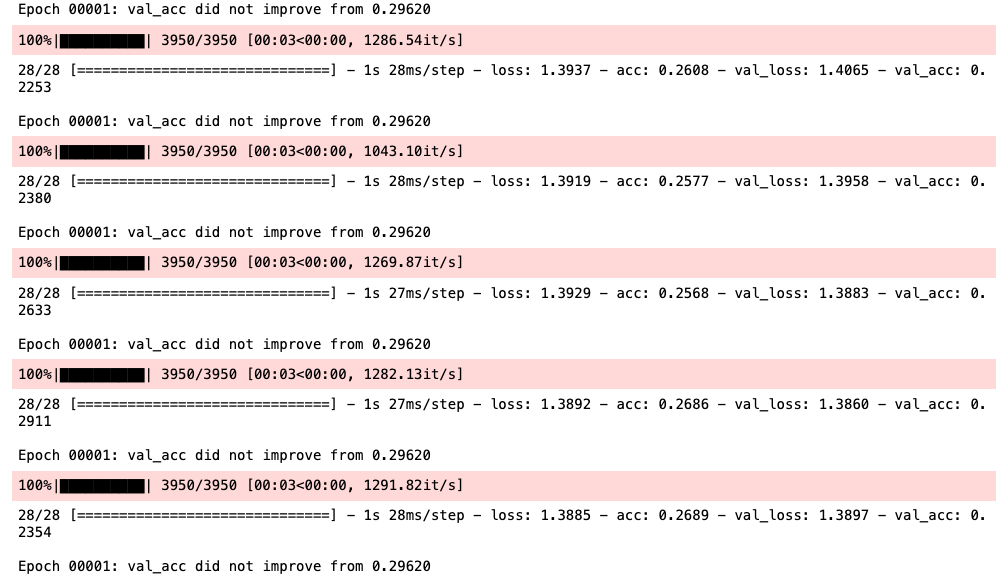 Epoch 00001: val_acc did not improve from 0.29620
100%|██████████| 3950/3950 [00:03<00:00, 1286.54it/s]
28/28 [==============================] - 1s 28ms/step - loss: 1.3937 - acc: 0.2608 - val_loss: 1.4065 - val_acc: 0.
2253
Epoch 00001: val_acc did not improve from 0.29620
100%|██████████| 3950/3950 [00:03<00:00, 1043.10it/s]
28/28 [==============================] - 1s 28ms/step - loss: 1.3919 - acc: 0.2577 - val_loss: 1.3958 - val_acc: 0.
2380
Epoch 00001: val_acc did not improve from 0.29620
100%|██████████| 3950/3950 [00:03<00:00, 1269.87it/s]
28/28 [==============================] - 1s 27ms/step - loss: 1.3929 - acc: 0.2568 - val_loss: 1.3883 - val_acc: 0.
2633
Epoch 00001: val_acc did not improve from 0.29620
100%|██████████| 3950/3950 [00:03<00:00, 1282.13it/s]
28/28 [==============================] - 1s 27ms/step - loss: 1.3892 - acc: 0.2686 - val_loss: 1.3860 - val_acc: 0.
2911
Epoch 00001: val_acc did not improve from 0.29620
100%|██████████| 3950/3950 [00:03<00:00, 1291.82it/s]
28/28 [==============================] - 1s 28ms/step - loss: 1.3885 - acc: 0.2689 - val_loss: 1.3897 - val_acc: 0.
2354
Epoch 00001: val_acc did not improve from 0.29620